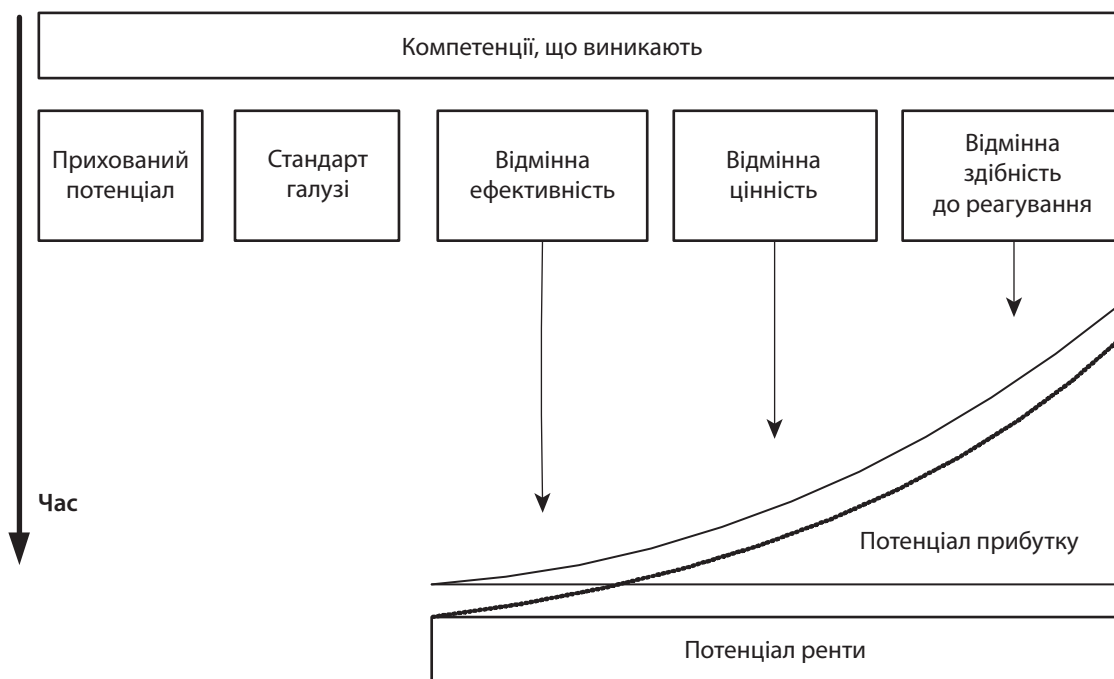 Компетенції, що виникають
Прихований
потенціал
Стандарт
галузі
Відмінна
ефективність
Відмінна
цінність
Відмінна
здібність
до реагування
Час
Потенціал прибутку
Потенціал ренти